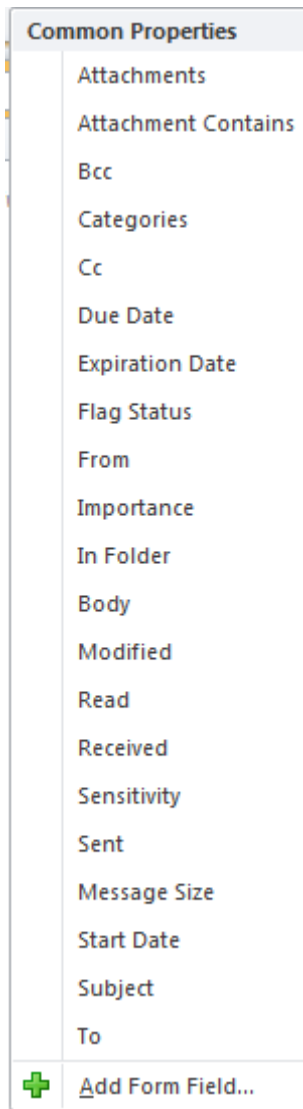 Common Properties
Attachments
Attachment Contains
Bcc
Categories
Cc
Due Date
Expiration Date
Flag Status
From
Importance
In Folder
Body
Modified
Read
Received
Sensitivity
Sent
Message Size
Start Date
Subject
To
Add Form Field...